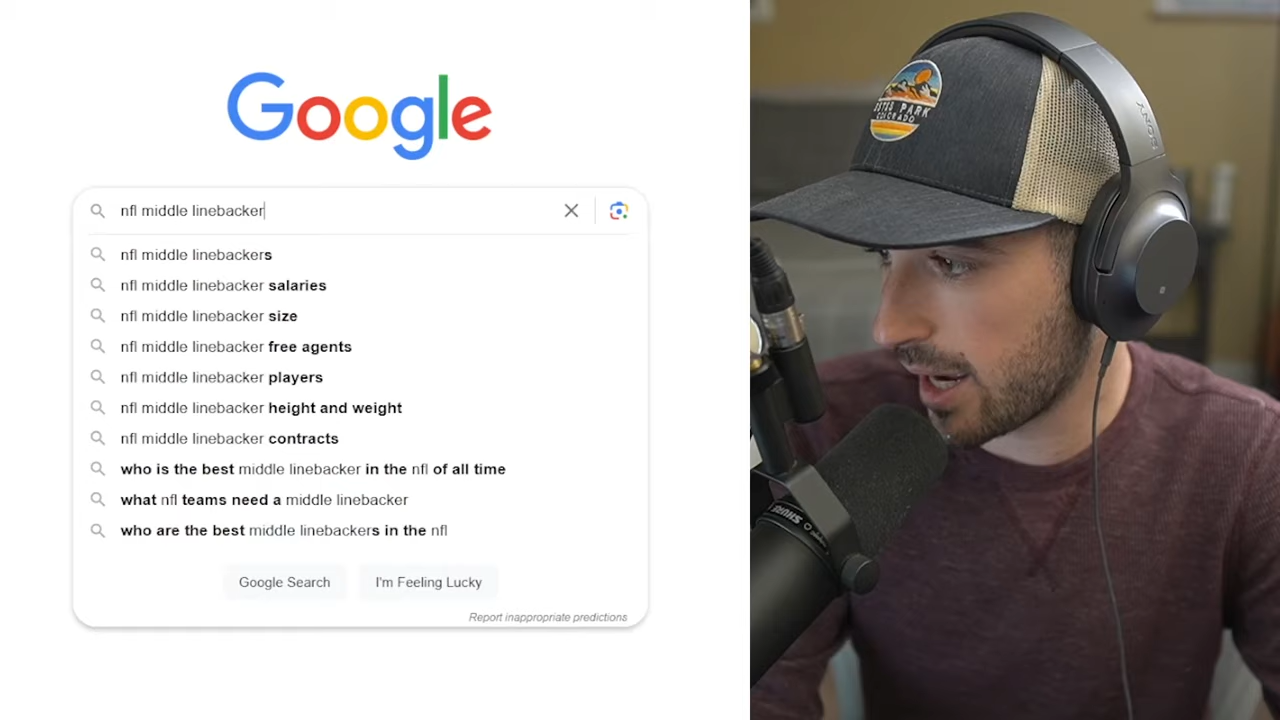 Google
nfl middle linebacker
nfl middle linebackers
nfl middle linebacker salaries
nfl middle linebacker size
nfl middle linebacker free agents
nfl middle linebacker players
nfl middle linebacker height and weight
nfl middle linebacker contracts
who is the best middle linebacker in the nfl of all time
what nfl teams need a middle linebacker
who are the best middle linebackers in the nfl
Google Search
I'm Feeling Lucky
Report inappropriate predictions
ESTES PARK
COLORADO
SONY
SHURE